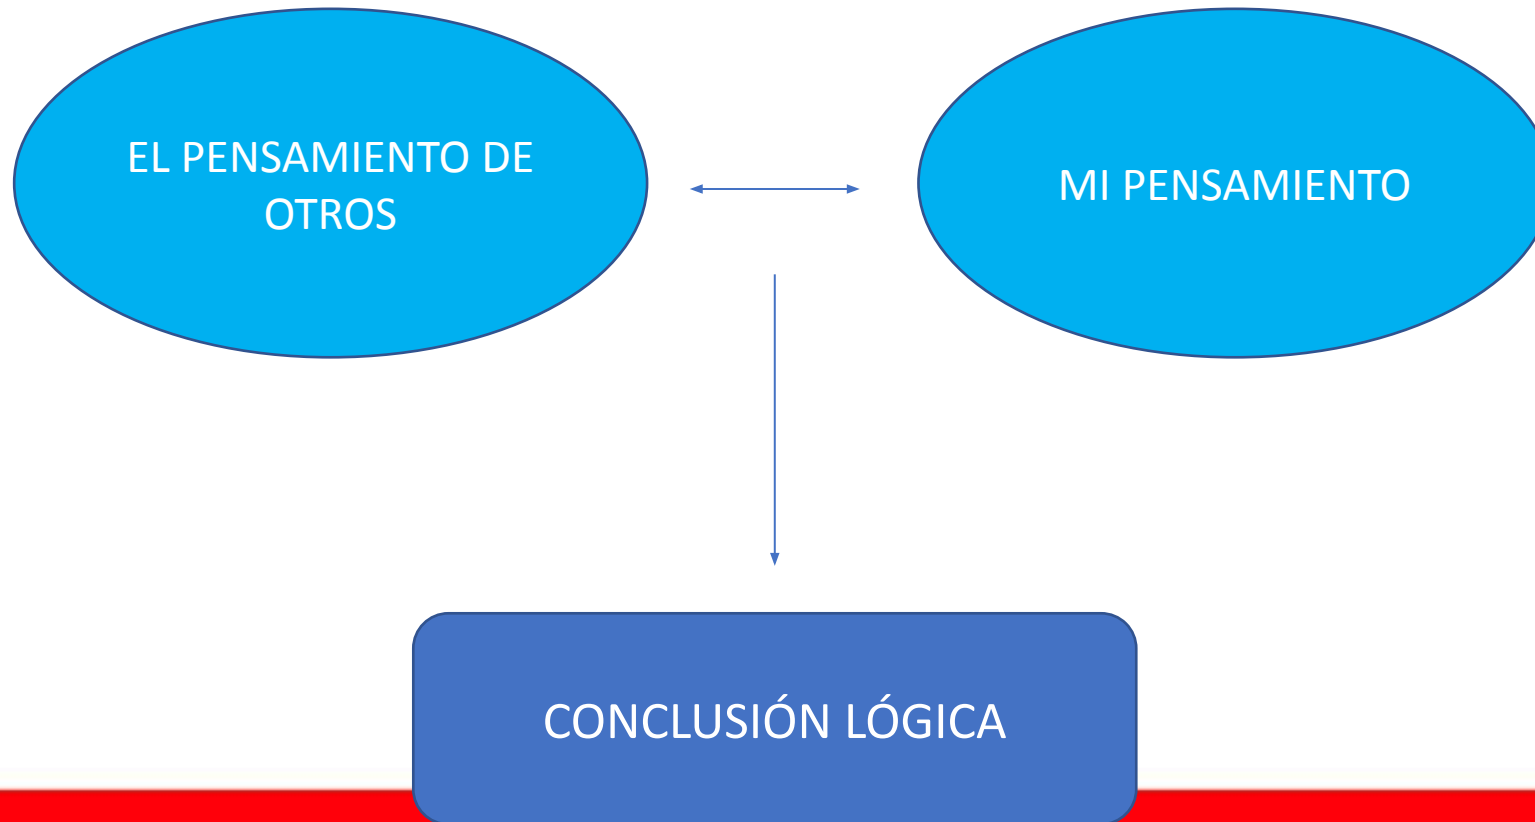 EL PENSAMIENTO DE
OTROS
MI PENSAMIENTO
CONCLUSIÓN LÓGICA